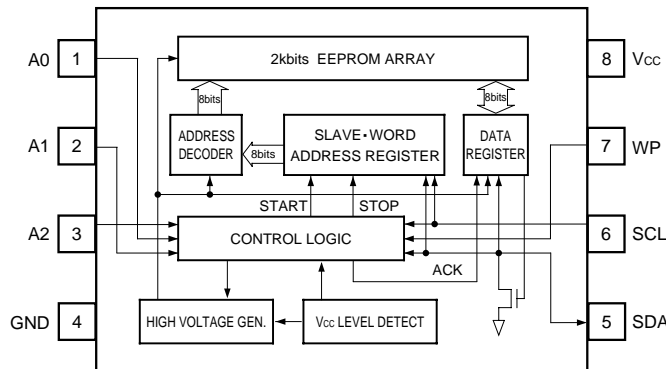 A0 1
2kbits EEPROM ARRAY
8 Vcc
8bits
8bits
A1 2
ADDRESS
DECODER
8bits
SLAVE・WORD
ADDRESS REGISTER
DATA
REGISTER
7 WP
START
STOP
A2 3
CONTROL LOGIC
6 SCL
ACK
GND 4
HIGH VOLTAGE GEN.
Vcc LEVEL DETECT
5 SDA